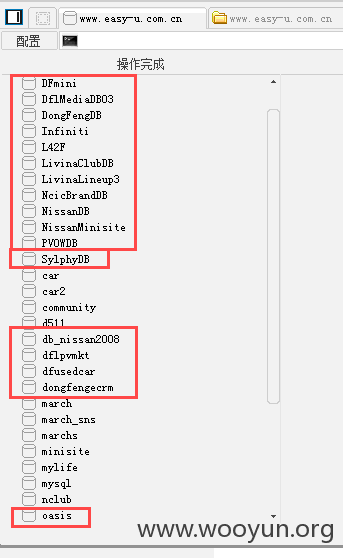 www.easy-u.com.cn
www.easy-u.com.cn
配置
操作完成
DFmini
DflMediaDB03
DongFengDB
Infiniti
L42F
LivinaClubDB
LivinaLineup3
NcicBrandDB
NissanDB
NissanMinisite
PVOWDB
SylphyDB
car
car2
community
d511
db_nissan2008
dflpvmkt
dfusedcar
dongfengecrm
march
march_sns
marchs
minisite
mylife
mysql
nclub
oasis
www.wooyun.org